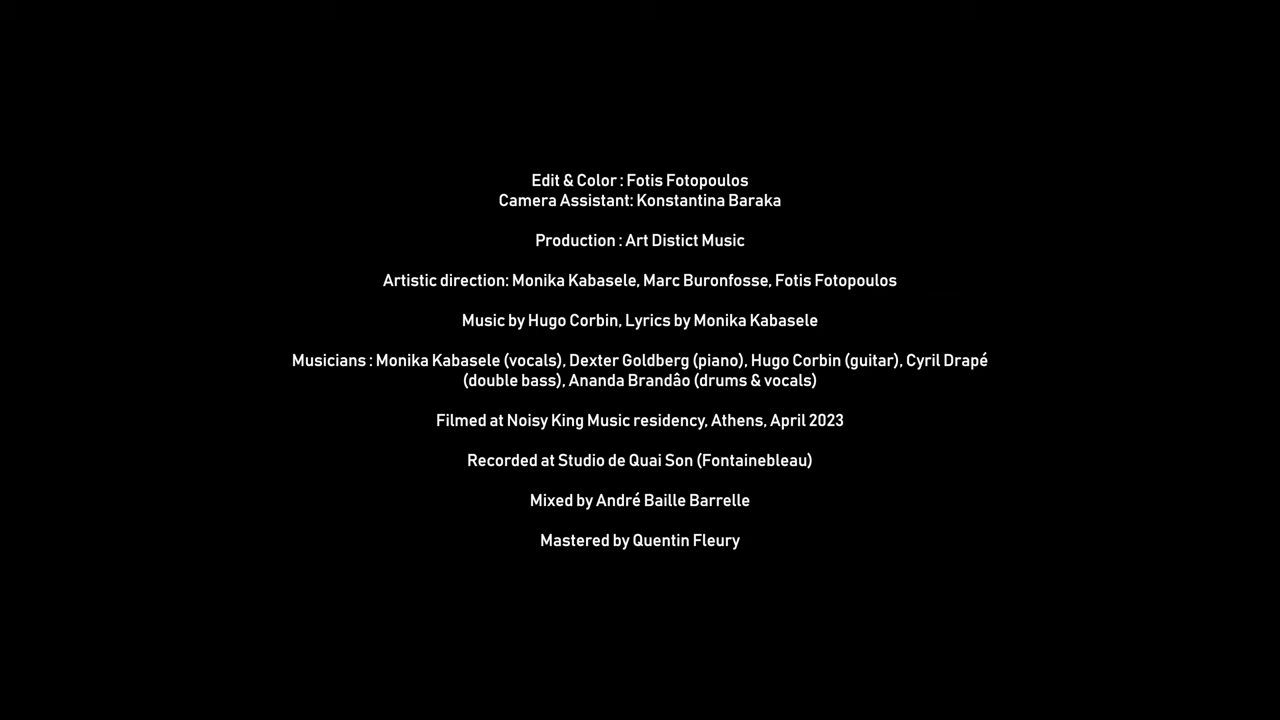 Edit & Color : Fotis Fotopoulos
Camera Assistant: Konstantina Baraka
Production : Art Distict Music
Artistic direction: Monika Kabasele, Marc Buronfosse, Fotis Fotopoulos
Music by Hugo Corbin, Lyrics by Monika Kabasele
Musicians : Monika Kabasele (vocals), Dexter Goldberg (piano), Hugo Corbin (guitar), Cyril Drapé
(double bass), Ananda Brandâo (drums & vocals)
Filmed at Noisy King Music residency, Athens, April 2023
Recorded at Studio de Quai Son (Fontainebleau)
Mixed by André Baille Barrelle
Mastered by Quentin Fleury